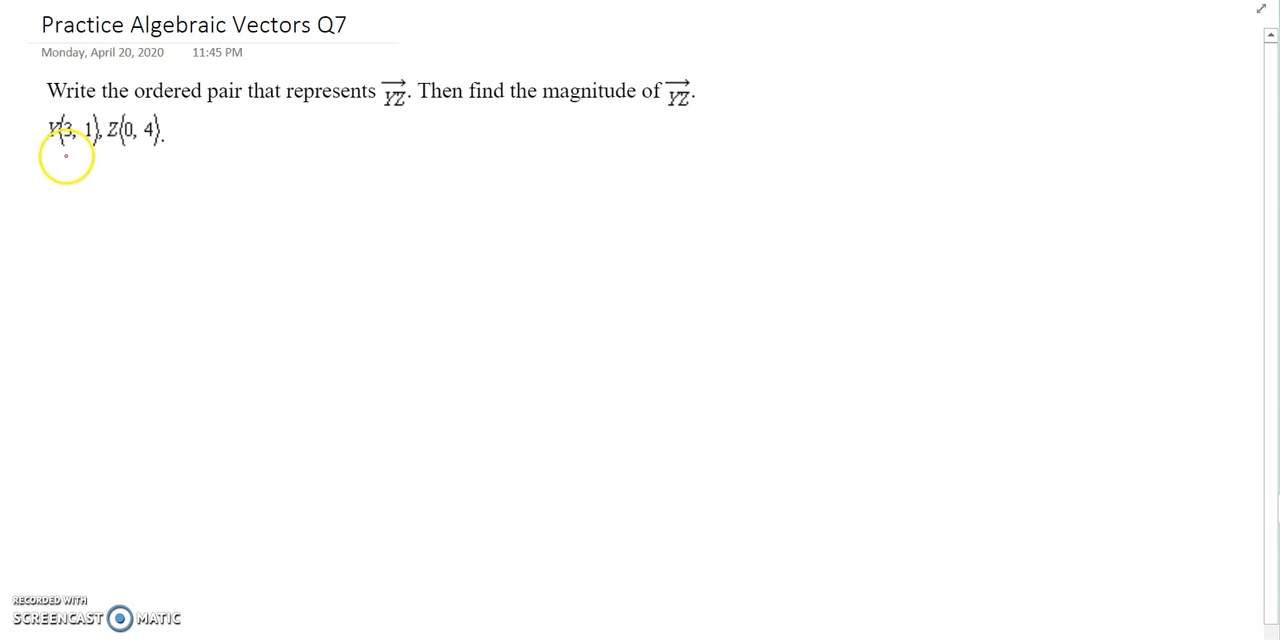 Practice Algebraic Vectors Q7
Monday, April 20, 2020 11:45 PM
Write the ordered pair that represents YZ. Then find the magnitude of YZ.
Y(3, 1), Z(0, 4).
RECORDED WITH
SCREENCAST MATIC